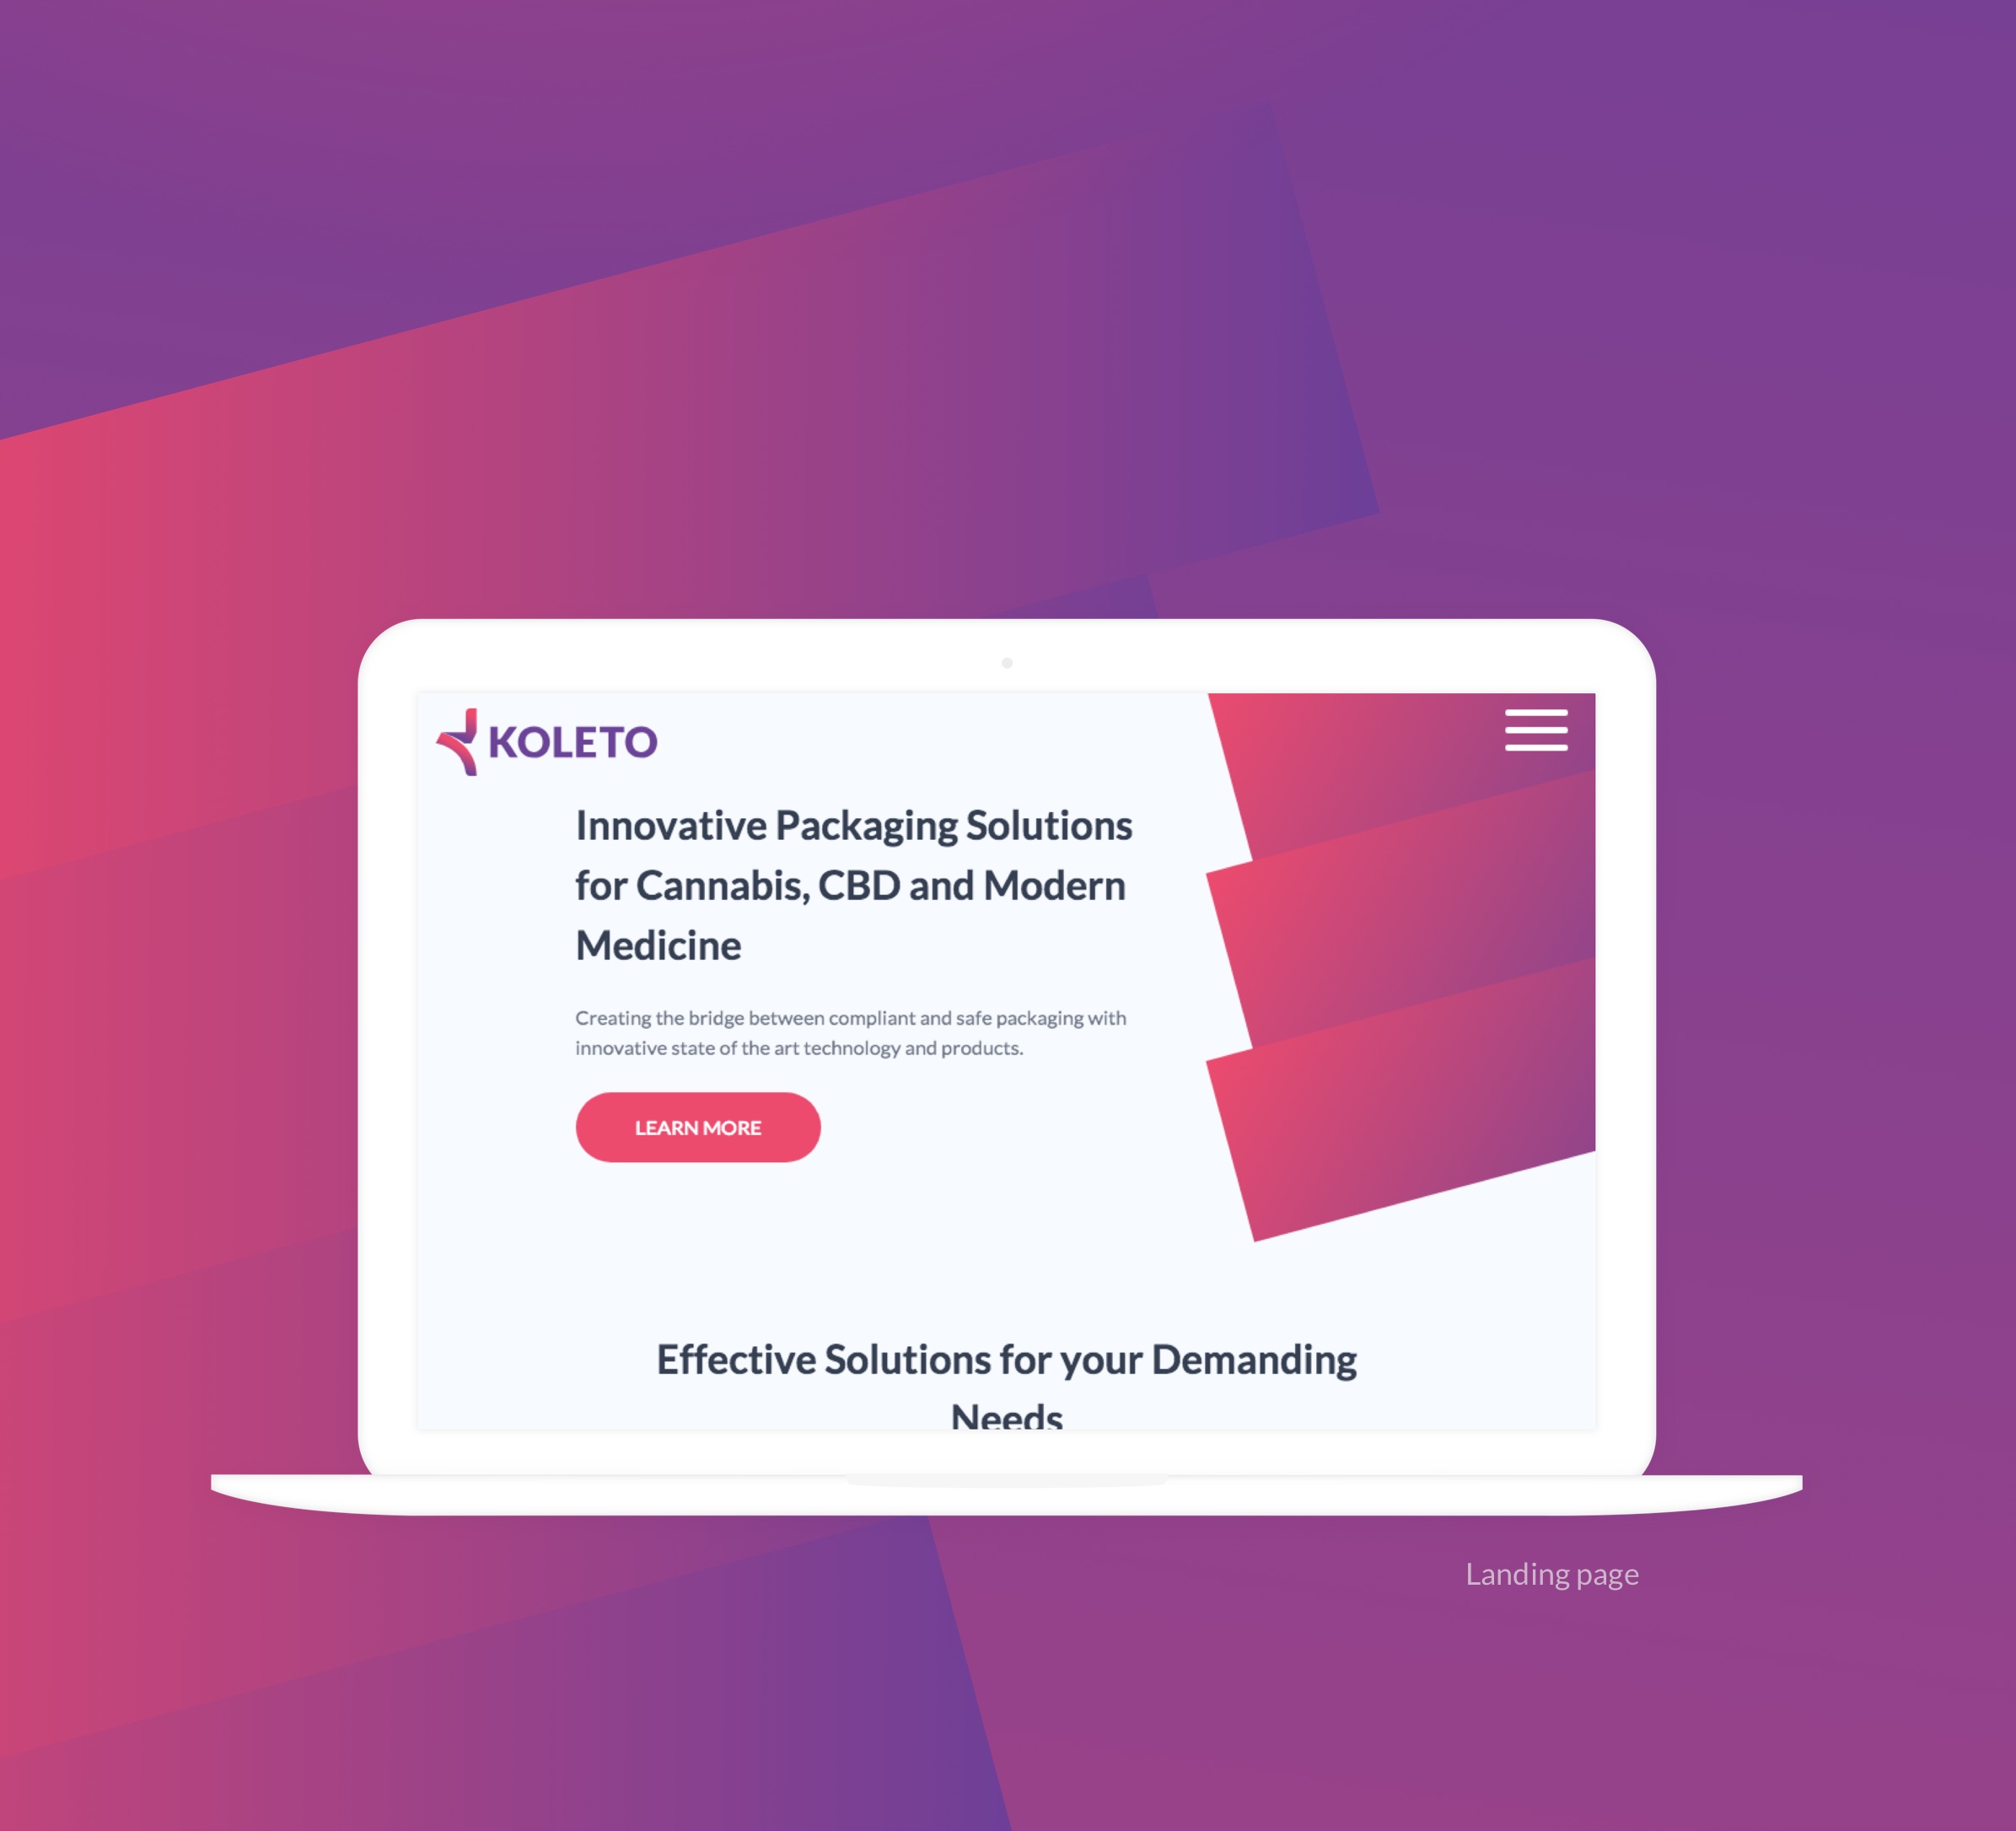 KOLETO
Innovative Packaging Solutions
for Cannabis, CBD and Modern
Medicine
Creating the bridge between compliant and safe packaging with
innovative state of the art technology and products.
LEARN MORE
Effective Solutions for your Demanding
Needs
Landing page